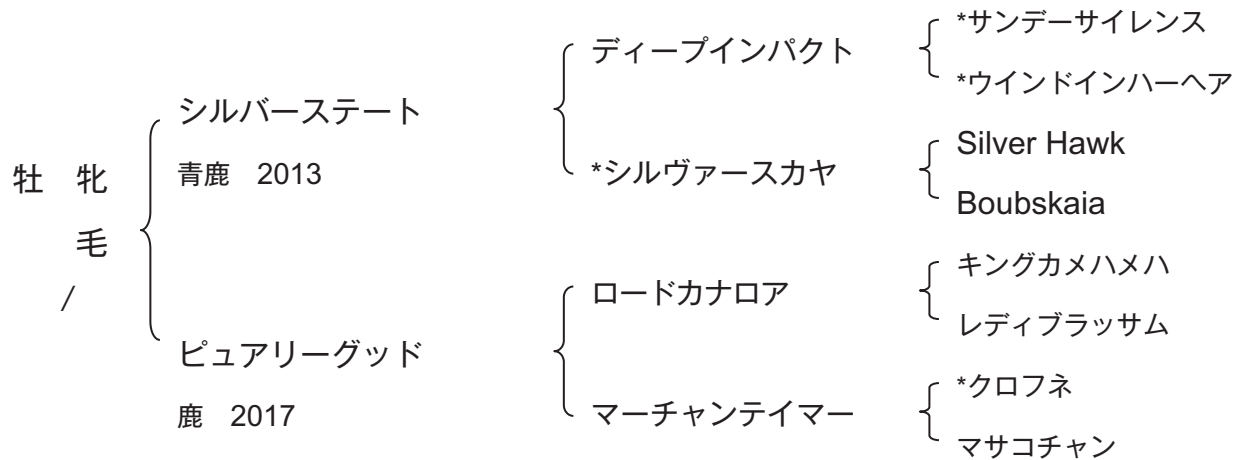 *サンデーサイレンス
ディープインパクト
*ウインドインハーヘア
シルバーステート
Silver Hawk
青鹿　2013
*シルヴァースカヤ
牡　牝
Boubskaia
毛
キングカメハメハ
/
ロードカナロア
レディブラッサム
ピュアリーグッド
*クロフネ
鹿　2017
マーチャンテイマー
マサコチャン